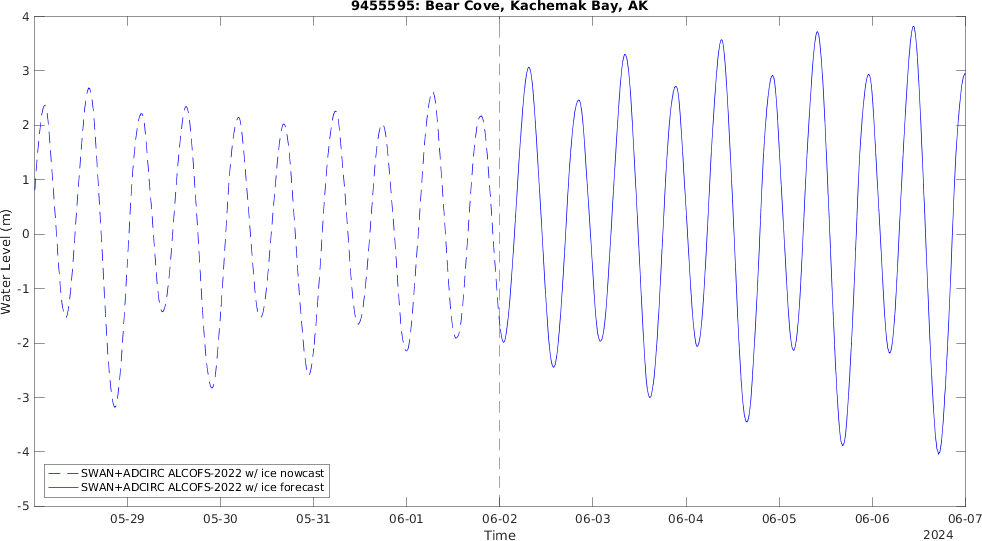 9455595: Bear Cove, Kachemak Bay, AK
4
3
2
1
0
-1
-2
-3
-4
-5
Water Level (m)
SWAN+ADCIRC ALCOFS-2022 w/ ice nowcast
SWAN+ADCIRC ALCOFS-2022 w/ ice forecast
05-29 05-30 05-31 06-01 06-02 06-03 06-04 06-05 06-06 06-07
Time
2024